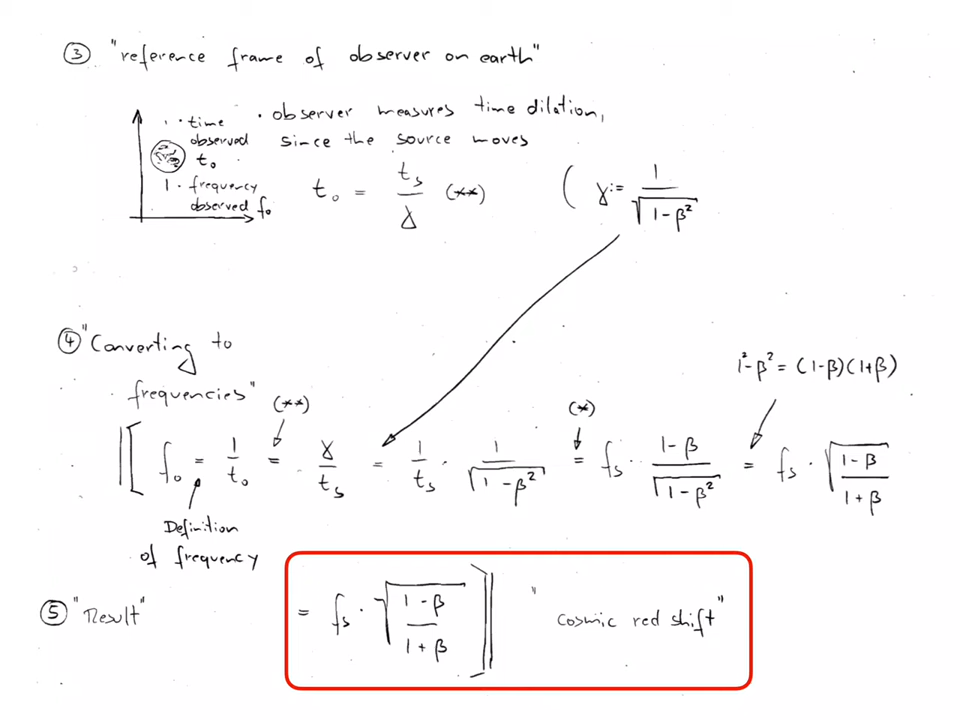 ③ "reference frame of observer on earth"
· time
observed
t₀
· frequency
observed f₀
· observer measures time dilation,
since the source moves
t₀ = tₛ/γ (**)
( γ := 1/√(1-β²)
④ "Converting to
frequencies"
(**)
(*)
1²-β² = (1-β)(1+β)
f₀ = 1/t₀ = γ/tₛ = 1/tₛ · 1/√(1-β²) = fₛ · (1-β)/√(1-β²) = fₛ · √((1-β)/(1+β))
Definition
of frequency
⑤ "Result"
= fₛ · √((1-β)/(1+β)) ] "cosmic red shift"